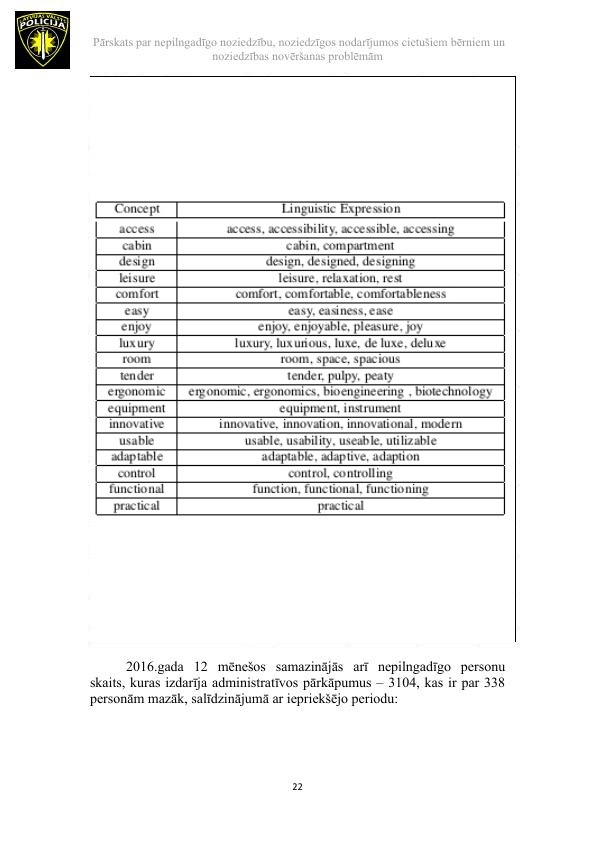 POLICIJA
Pārskats par nepilngadīgo noziedzību, noziedzīgos nodarījumos cietušiem bērniem un
noziedzības novēršanas problēmām
Concept Linguistic Expression
access access, accessibility, accessible, accessing
cabin cabin, compartment
design design, designed, designing
leisure leisure, relaxation, rest
comfort comfort, comfortable, comfortableness
easy easy, easiness, ease
enjoy enjoy, enjoyable, pleasure, joy
luxury luxury, luxurious, luxe, de luxe, deluxe
room room, space, spacious
tender tender, pulpy, peaty
ergonomic ergonomic, ergonomics, bioengineering , biotechnology
equipment equipment, instrument
innovative innovative, innovation, innovational, modern
usable usable, usability, useable, utilizable
adaptable adaptable, adaptive, adaption
control control, controlling
functional function, functional, functioning
practical practical
2016.gada 12 mēnešos samazinājās arī nepilngadīgo personu
skaits, kuras izdarīja administratīvos pārkāpumus – 3104, kas ir par 338
personām mazāk, salīdzinājumā ar iepriekšējo periodu:
22